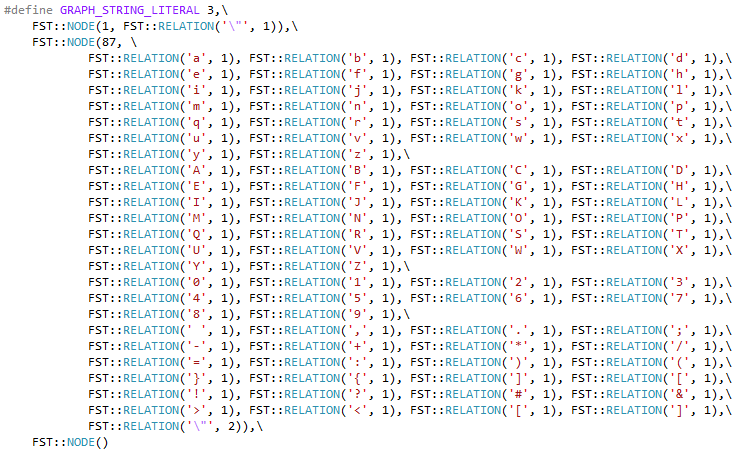 #define GRAPH_STRING_LITERAL 3,\
FST::NODE(1, FST::RELATION('\"', 1)),\
FST::NODE(87, \
FST::RELATION('a', 1), FST::RELATION('b', 1), FST::RELATION('c', 1), FST::RELATION('d', 1),\
FST::RELATION('e', 1), FST::RELATION('f', 1), FST::RELATION('g', 1), FST::RELATION('h', 1),\
FST::RELATION('i', 1), FST::RELATION('j', 1), FST::RELATION('k', 1), FST::RELATION('l', 1),\
FST::RELATION('m', 1), FST::RELATION('n', 1), FST::RELATION('o', 1), FST::RELATION('p', 1),\
FST::RELATION('q', 1), FST::RELATION('r', 1), FST::RELATION('s', 1), FST::RELATION('t', 1),\
FST::RELATION('u', 1), FST::RELATION('v', 1), FST::RELATION('w', 1), FST::RELATION('x', 1),\
FST::RELATION('y', 1), FST::RELATION('z', 1),\
FST::RELATION('A', 1), FST::RELATION('B', 1), FST::RELATION('C', 1), FST::RELATION('D', 1),\
FST::RELATION('E', 1), FST::RELATION('F', 1), FST::RELATION('G', 1), FST::RELATION('H', 1),\
FST::RELATION('I', 1), FST::RELATION('J', 1), FST::RELATION('K', 1), FST::RELATION('L', 1),\
FST::RELATION('M', 1), FST::RELATION('N', 1), FST::RELATION('O', 1), FST::RELATION('P', 1),\
FST::RELATION('Q', 1), FST::RELATION('R', 1), FST::RELATION('S', 1), FST::RELATION('T', 1),\
FST::RELATION('U', 1), FST::RELATION('V', 1), FST::RELATION('W', 1), FST::RELATION('X', 1),\
FST::RELATION('Y', 1), FST::RELATION('Z', 1),\
FST::RELATION('0', 1), FST::RELATION('1', 1), FST::RELATION('2', 1), FST::RELATION('3', 1),\
FST::RELATION('4', 1), FST::RELATION('5', 1), FST::RELATION('6', 1), FST::RELATION('7', 1),\
FST::RELATION('8', 1), FST::RELATION('9', 1),\
FST::RELATION(' ', 1), FST::RELATION(',', 1), FST::RELATION('.', 1), FST::RELATION(';', 1),\
FST::RELATION('-', 1), FST::RELATION('+', 1), FST::RELATION('*', 1), FST::RELATION('/', 1),\
FST::RELATION('=', 1), FST::RELATION(':', 1), FST::RELATION(')', 1), FST::RELATION('(', 1),\
FST::RELATION('}', 1), FST::RELATION('{', 1), FST::RELATION(']', 1), FST::RELATION('[', 1),\
FST::RELATION('!', 1), FST::RELATION('?', 1), FST::RELATION('#', 1), FST::RELATION('&', 1),\
FST::RELATION('>', 1), FST::RELATION('<', 1), FST::RELATION('[', 1), FST::RELATION(']', 1),\
FST::RELATION('\"', 2)),\
FST::NODE()